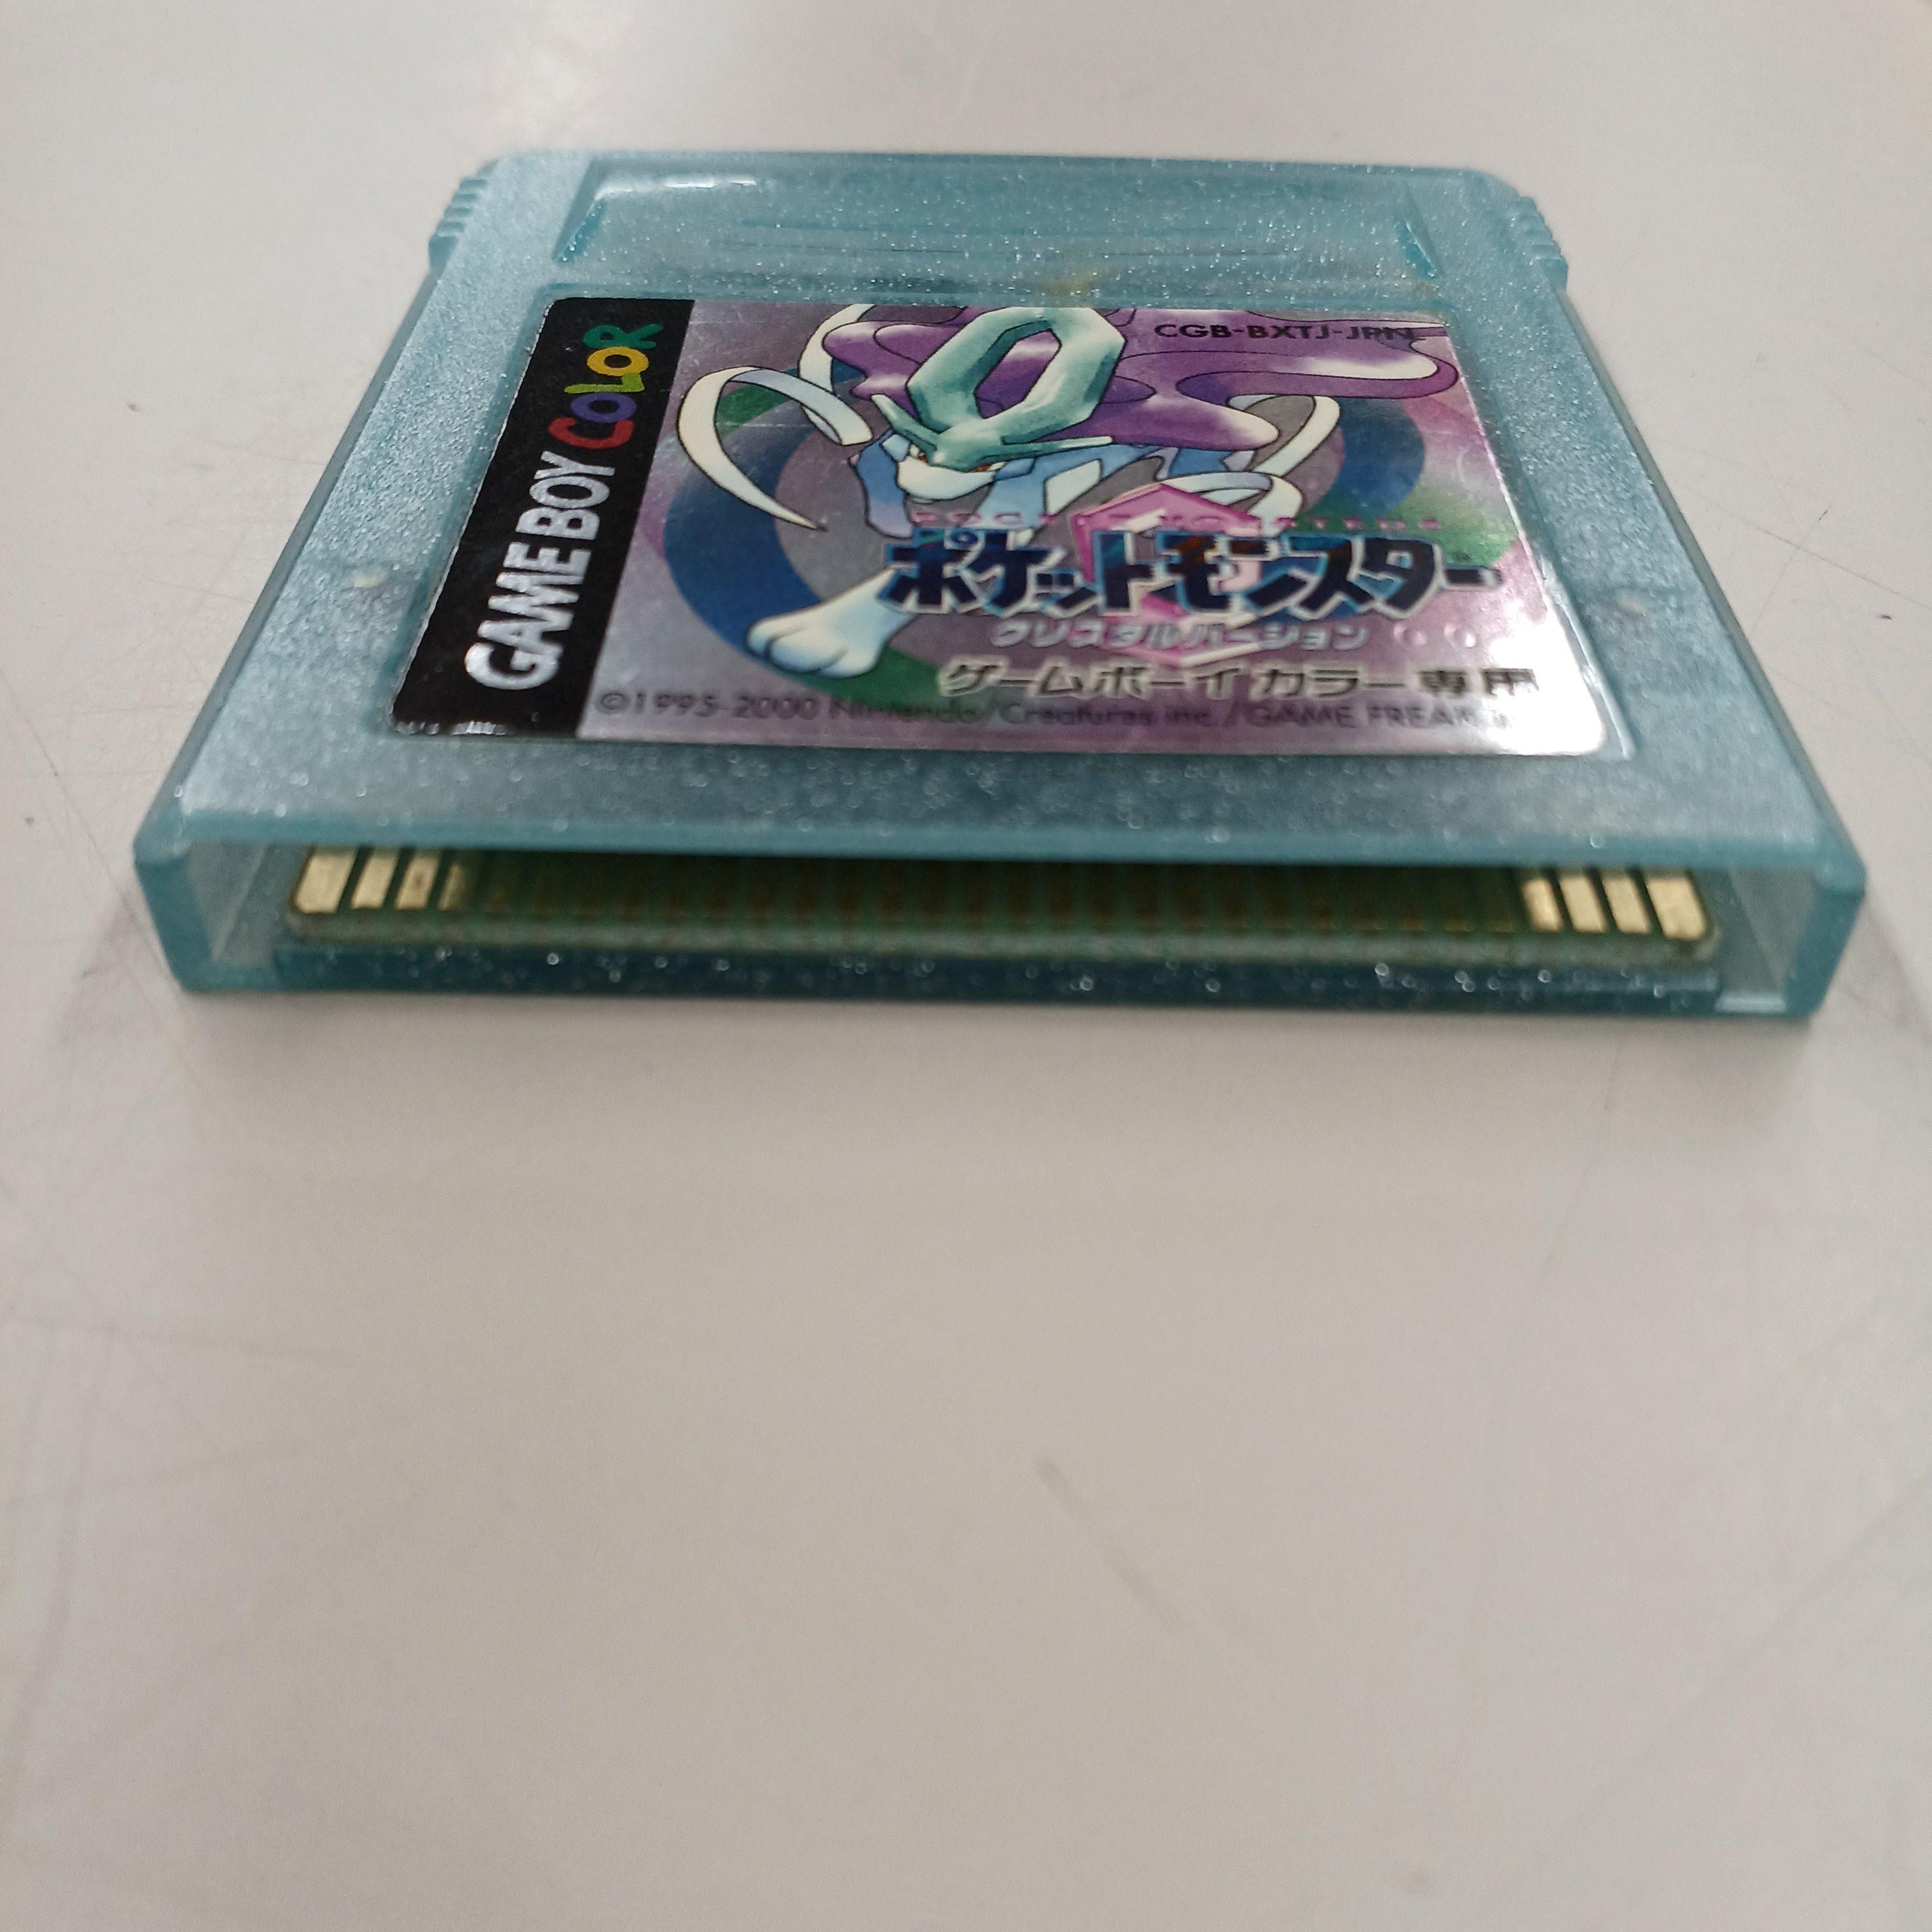 GAME BOY COLOR
CGB-BXTJ-JPN
ポケットモンスター
クリスタルバージョン
ゲームボーイカラー専用
©1995-2000 Nintendo/Creatures inc./GAME FREAK